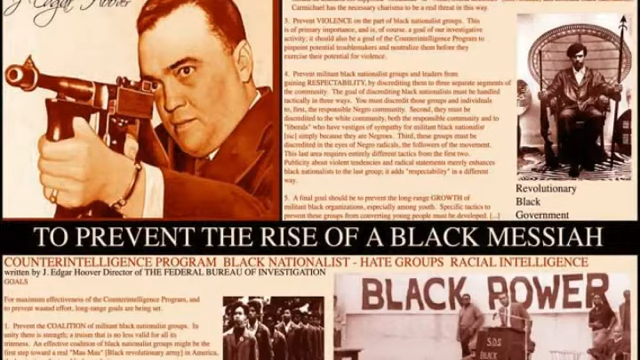 J Edgar Hoover
Carmichael has the necessary charisma to be a real threat in this way.
3. Prevent VIOLENCE on the part of black nationalist groups. This
is of primary importance, and is, of course, a goal of our investigative
activity; it should also be a goal of the Counterintelligence Program to
pinpoint potential troublemakers and neutralize them before they
exercise their potential for violence.
4. Prevent militant black nationalist groups and leaders from
gaining RESPECTABILITY, by discrediting them to three separate segments of
the community. The goal of discrediting black nationalists must be handled
tactically in three ways. You must discredit those groups and individuals
to, first, the responsible Negro community. Second, they must be
discredited to the white community, both the responsible community and to
"liberals" who have vestiges of sympathy for militant black nationalist
[sic] simply because they are Negroes. Third, these groups must be
discredited in the eyes of Negro radicals, the followers of the movement.
This last area requires entirely different tactics from the first two.
Publicity about violent tendencies and radical statements merely enhances
black nationalists to the last group; it adds "respectability" in a different
way.
5. A final goal should be to prevent the long-range GROWTH of
militant black organizations, especially among youth. Specific tactics to
prevent these groups from converting young people must be developed. [...]
Revolutionary
Black
Government
TO PREVENT THE RISE OF A BLACK MESSIAH
COUNTERINTELLIGENCE PROGRAM BLACK NATIONALIST - HATE GROUPS RACIAL INTELLIGENCE
written by J. Edgar Hoover Director of THE FEDERAL BUREAU OF INVESTIGATION
GOALS
For maximum effectiveness of the Counterintelligence Program, and
to prevent wasted effort, long-range goals are being set.
1. Prevent the COALITION of militant black nationalist groups. In
unity there is strength; a truism that is no less valid for all its
triteness. An effective coalition of black nationalist groups might be the
first step toward a real "Mau Mau" [Black revolutionary army] in America,
BLACK POWER
SDS
BLACK